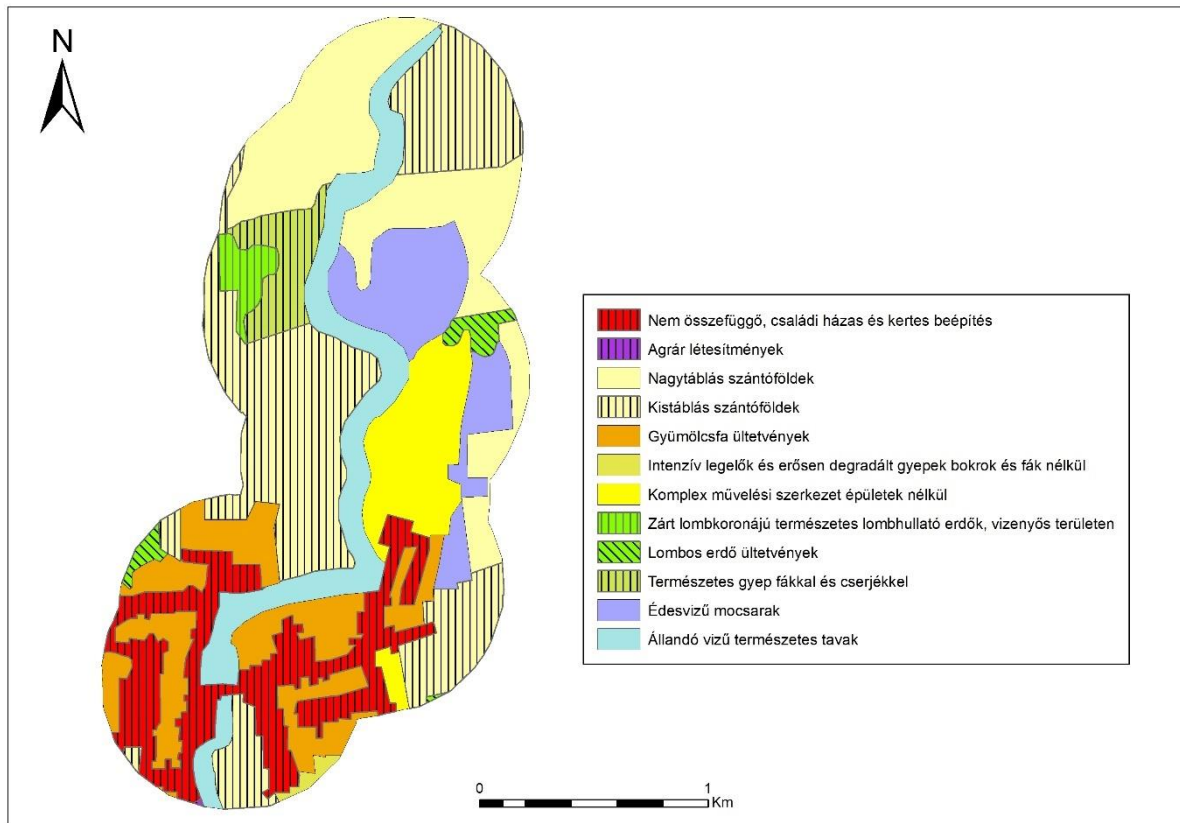 N
Nem összefüggő, családi házas és kertes beépítés
Agrár létesítmények
Nagytáblás szántóföldek
Kistáblás szántóföldek
Gyümölcsfa ültetvények
Intenzív legelők és erősen degradált gyepek bokrok és fák nélkül
Komplex művelési szerkezet épületek nélkül
Zárt lombkoronájú természetes lombhullató erdők, vizenyős területen
Lombos erdő ültetvények
Természetes gyep fákkal és cserjékkel
Édesvizű mocsarak
Állandó vizű természetes tavak
0 1
Km